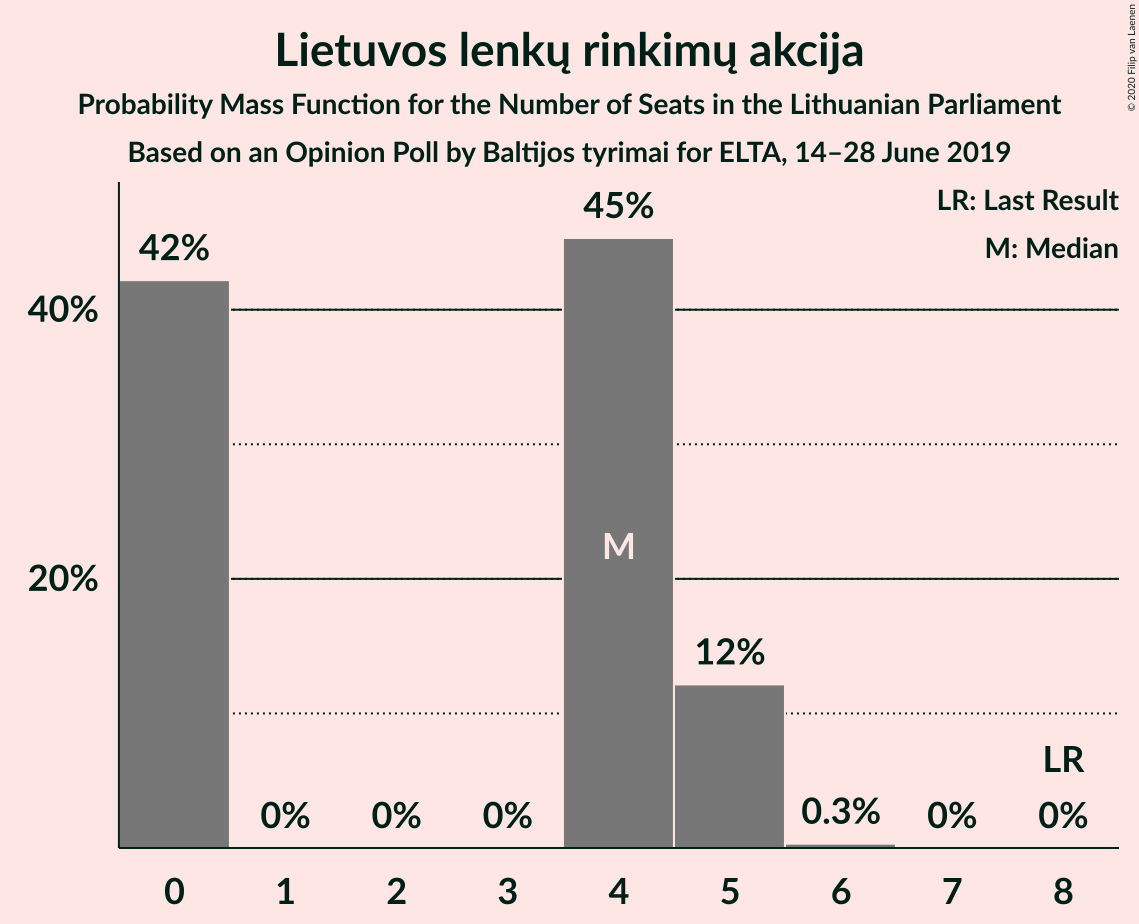 Lietuvos lenkų rinkimų akcija
Probability Mass Function for the Number of Seats in the Lithuanian Parliament
Based on an Opinion Poll by Baltijos tyrimai for ELTA, 14–28 June 2019
© 2020 Filip van Laenen
LR: Last Result
M: Median
45%
42%
40%
M
20%
12%
LR
0% 0% 0% 0.3% 0% 0%
0 1 2 3 4 5 6 7 8